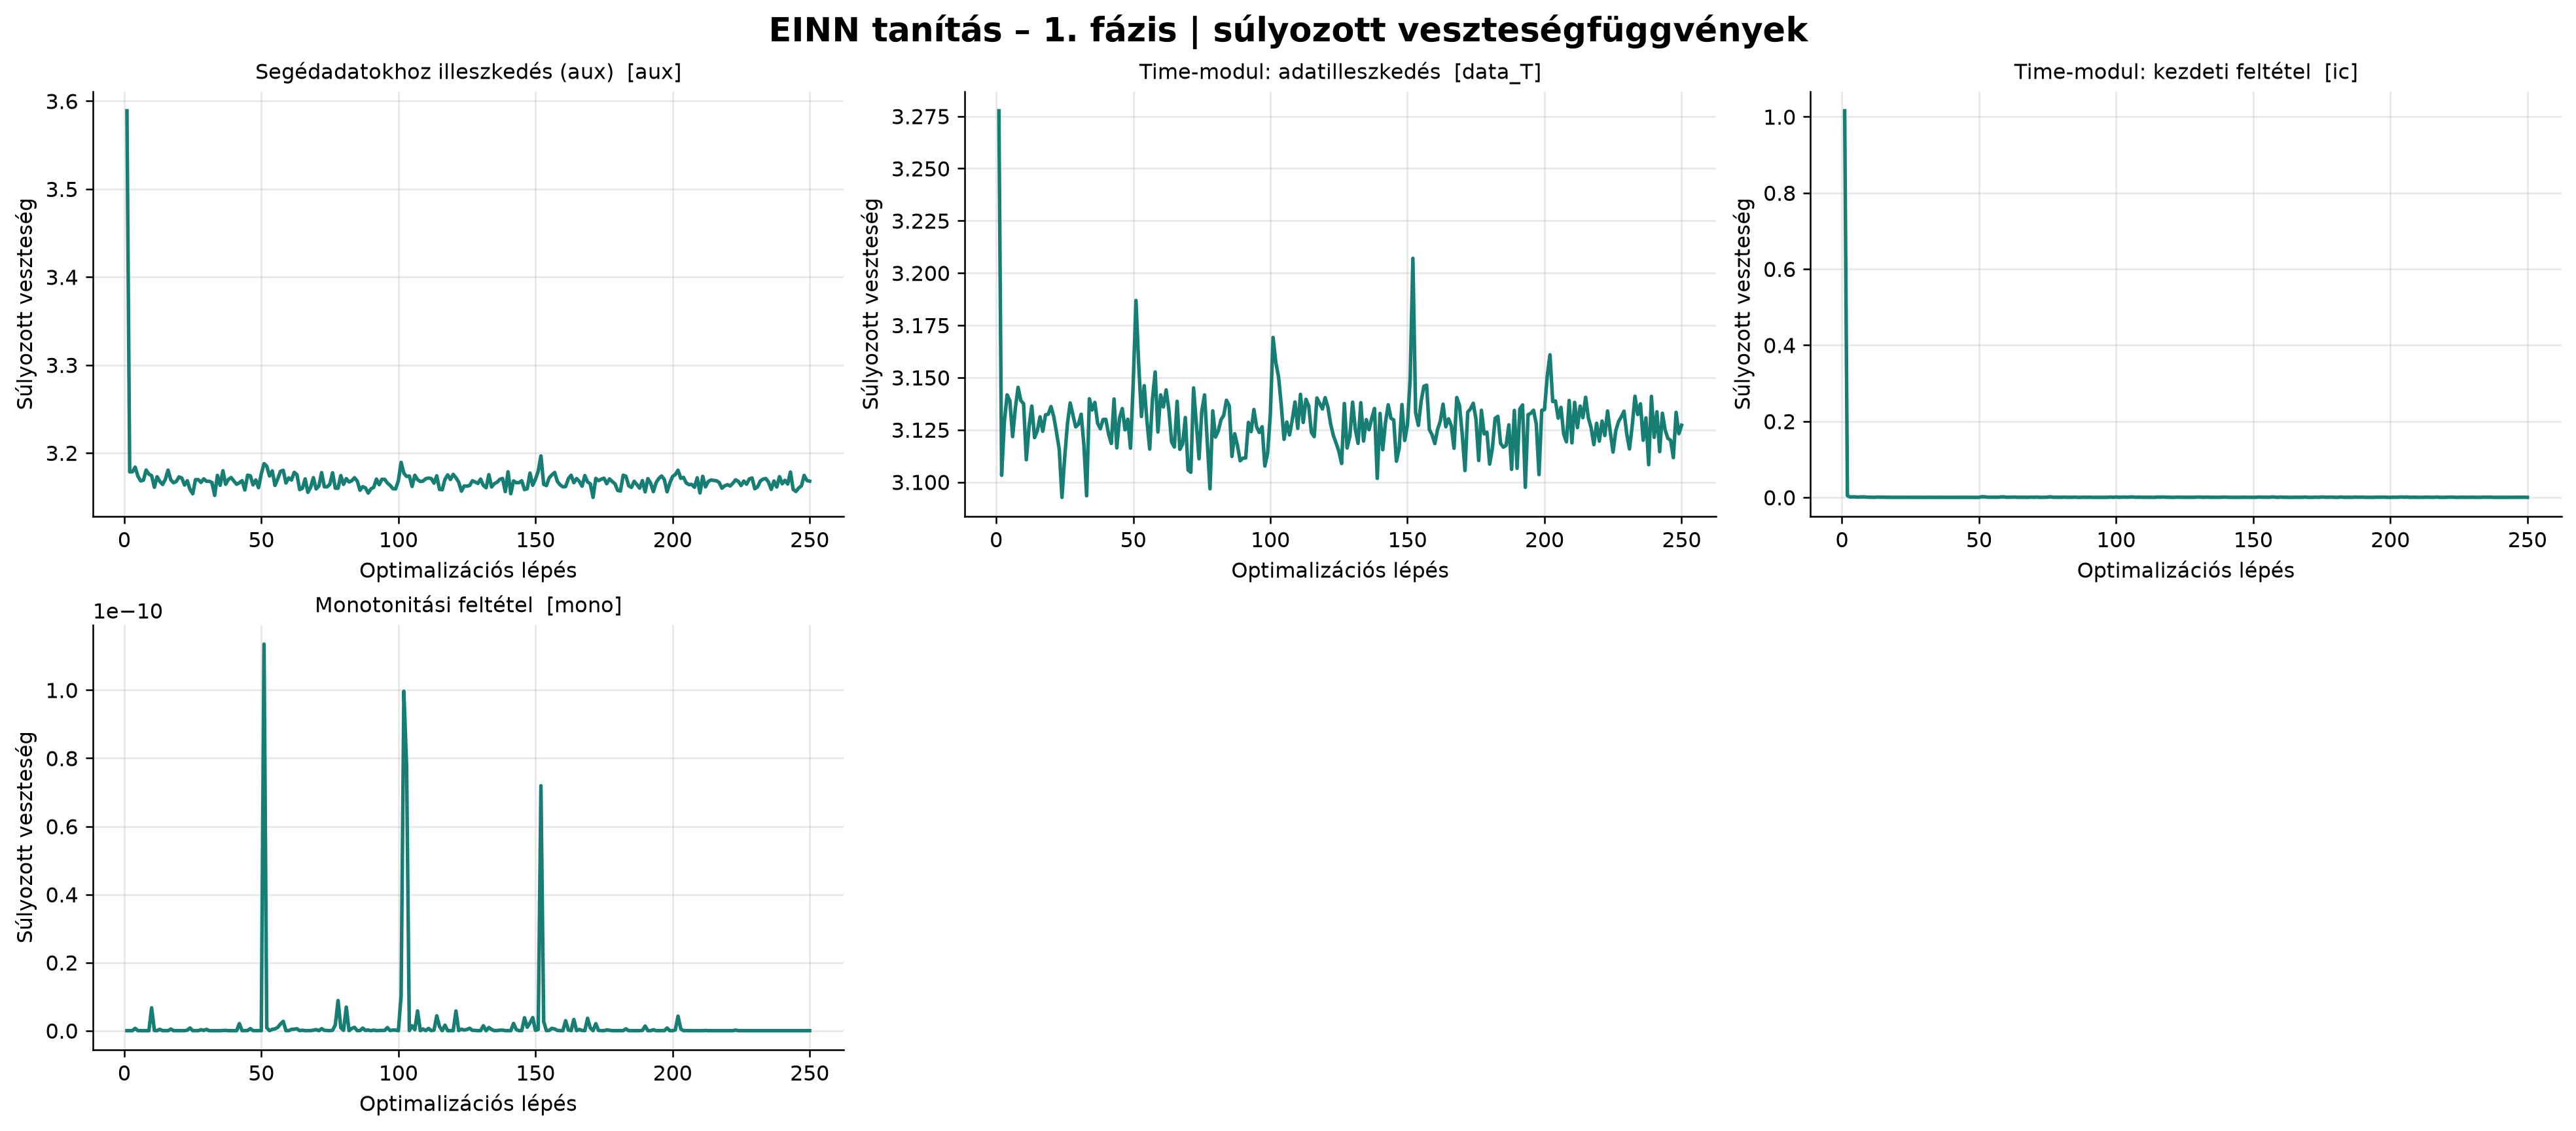 EINN tanítás – 1. fázis | súlyozott veszteségfüggvények
Segédadatokhoz illeszkedés (aux)  [aux]
Súlyozott veszteség
3.6
3.5
3.4
3.3
3.2
0 50 100 150 200 250
Optimalizációs lépés
Time-modul: adatilleszkedés  [data_T]
Súlyozott veszteség
3.275
3.250
3.225
3.200
3.175
3.150
3.125
3.100
0 50 100 150 200 250
Optimalizációs lépés
Time-modul: kezdeti feltétel  [ic]
Súlyozott veszteség
1.0
0.8
0.6
0.4
0.2
0.0
0 50 100 150 200 250
Optimalizációs lépés
Monotonitási feltétel  [mono]
1e−10
Súlyozott veszteség
1.0
0.8
0.6
0.4
0.2
0.0
0 50 100 150 200 250
Optimalizációs lépés